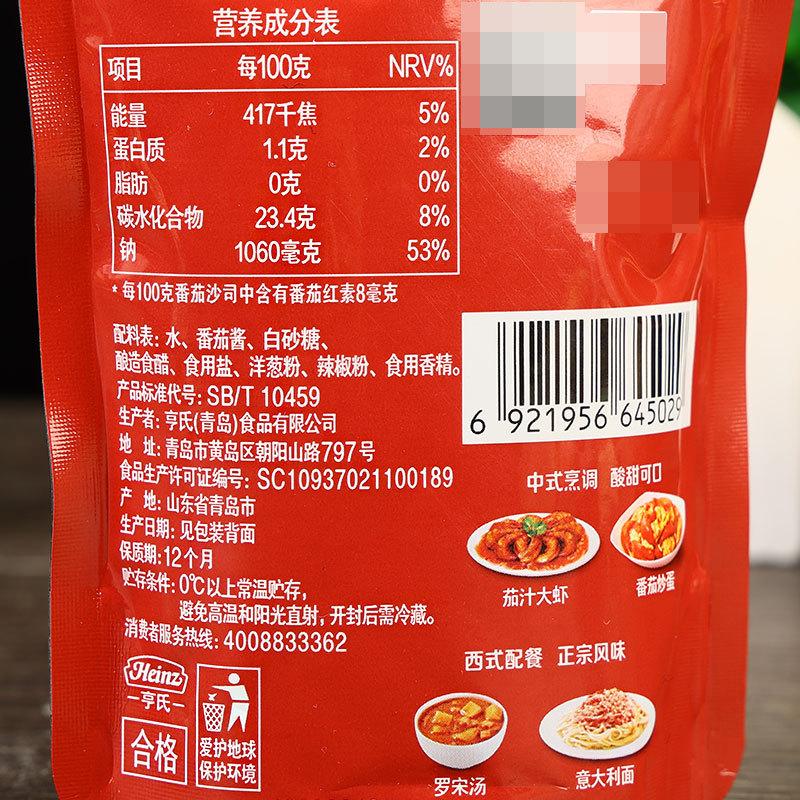 营养成分表
项目 每100克 NRV%
能量 417千焦 5%
蛋白质 1.1克 2%
脂肪 0克 0%
碳水化合物 23.4克 8%
钠 1060毫克 53%
* 每100克番茄沙司中含有番茄红素8毫克
配料表: 水、番茄酱、白砂糖、
酿造食醋、食用盐、洋葱粉、辣椒粉、食用香精。
产品标准代号: SB/T 10459
生产者: 亨氏(青岛)食品有限公司
地 址: 青岛市黄岛区朝阳山路797号
食品生产许可证编号: SC10937021100189
产 地: 山东省青岛市
生产日期: 见包装背面
保质期: 12个月
贮存条件: 0℃以上常温贮存,
避免高温和阳光直射, 开封后需冷藏。
消费者服务热线: 4008833362
Heinz
亨氏
合格
爱护地球
保护环境
6 921956 645029
中式烹调 酸甜可口
茄汁大虾
番茄炒蛋
西式配餐 正宗风味
罗宋汤
意大利面